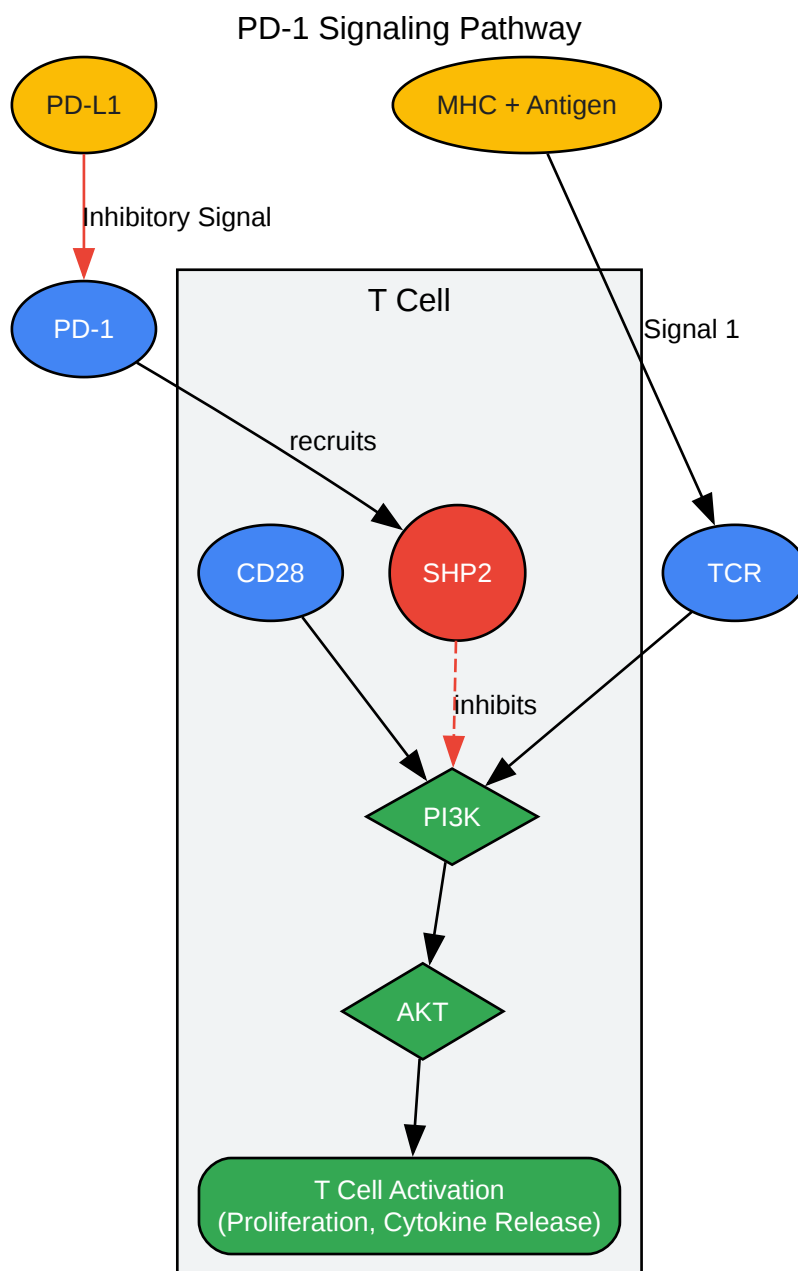 PD-1 Signaling Pathway
PD-L1
MHC + Antigen
Inhibitory Signal
T Cell
PD-1
Signal 1
recruits
CD28
SHP2
TCR
inhibits
PI3K
AKT
T Cell Activation
(Proliferation, Cytokine Release)